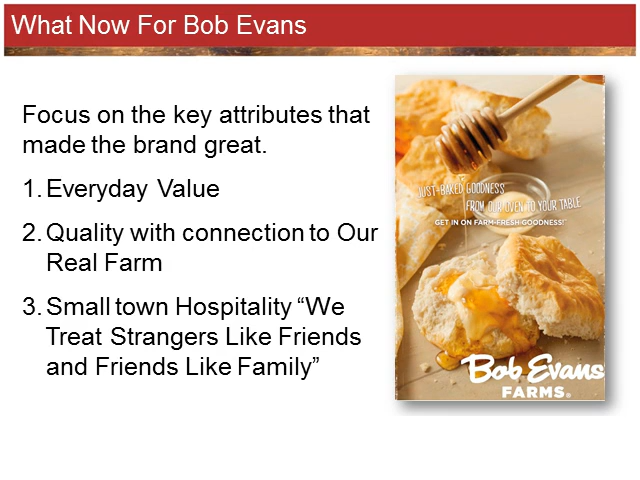 What Now For Bob Evans
Focus on the key attributes that
made the brand great.
1. Everyday Value
2. Quality with connection to Our
Real Farm
3. Small town Hospitality “We
Treat Strangers Like Friends
and Friends Like Family”
JUST-BAKED GOODNESS
FROM OUR OVEN TO YOUR TABLE
GET IN ON FARM-FRESH-GOODNESS!™
Bob Evans
FARMS®